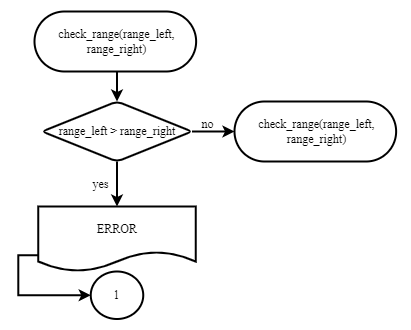 check_range(range_left,
range_right)
range_left > range_right
no
check_range(range_left,
range_right)
yes
ERROR
1